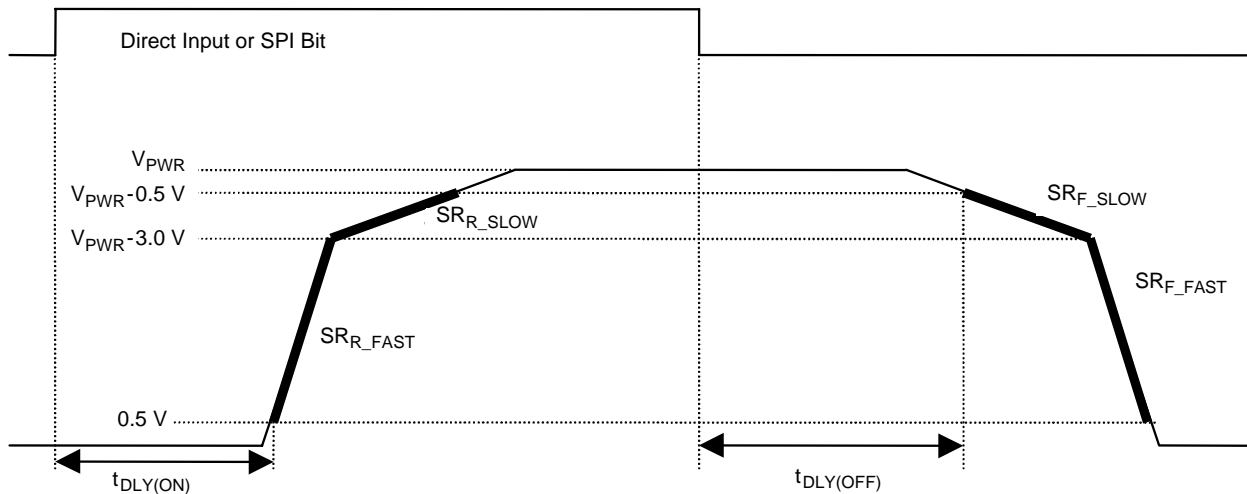 Direct Input or SPI Bit
VPWR
VPWR-0.5 V
VPWR-3.0 V
SRR_SLOW
SRF_SLOW
SRR_FAST
SRF_FAST
0.5 V
tDLY(ON)
tDLY(OFF)